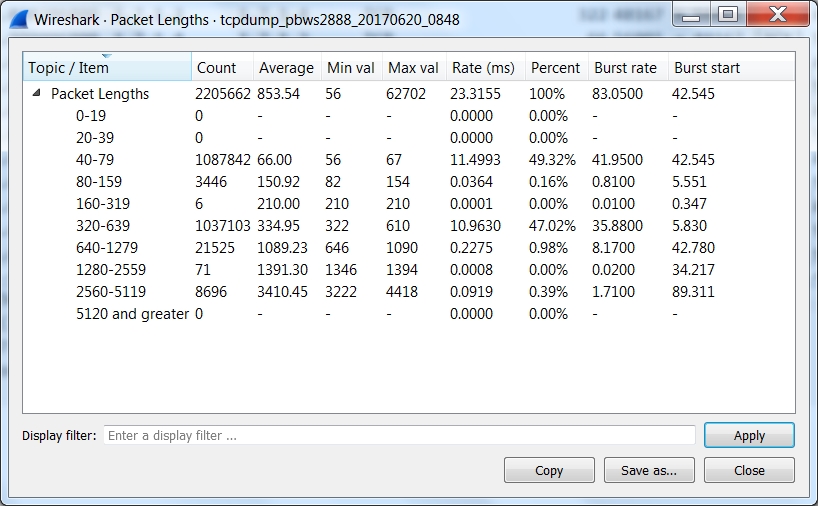 Wireshark · Packet Lengths · tcpdump_pbws2888_20170620_0848
Topic / Item Count Average Min val Max val Rate (ms) Percent Burst rate Burst start
Packet Lengths 2205662 853.54 56 62702 23.3155 100% 83.0500 42.545
0-19 0 - - - 0.0000 0.00% - -
20-39 0 - - - 0.0000 0.00% - -
40-79 1087842 66.00 56 67 11.4993 49.32% 41.9500 42.545
80-159 3446 150.92 82 154 0.0364 0.16% 0.8100 5.551
160-319 6 210.00 210 210 0.0001 0.00% 0.0100 0.347
320-639 1037103 334.95 322 610 10.9630 47.02% 35.8800 5.830
640-1279 21525 1089.23 646 1090 0.2275 0.98% 8.1700 42.780
1280-2559 71 1391.30 1346 1394 0.0008 0.00% 0.0200 34.217
2560-5119 8696 3410.45 3222 4418 0.0919 0.39% 1.7100 89.311
5120 and greater 0 - - - 0.0000 0.00% - -
Display filter: Enter a display filter ... Apply
Copy Save as... Close